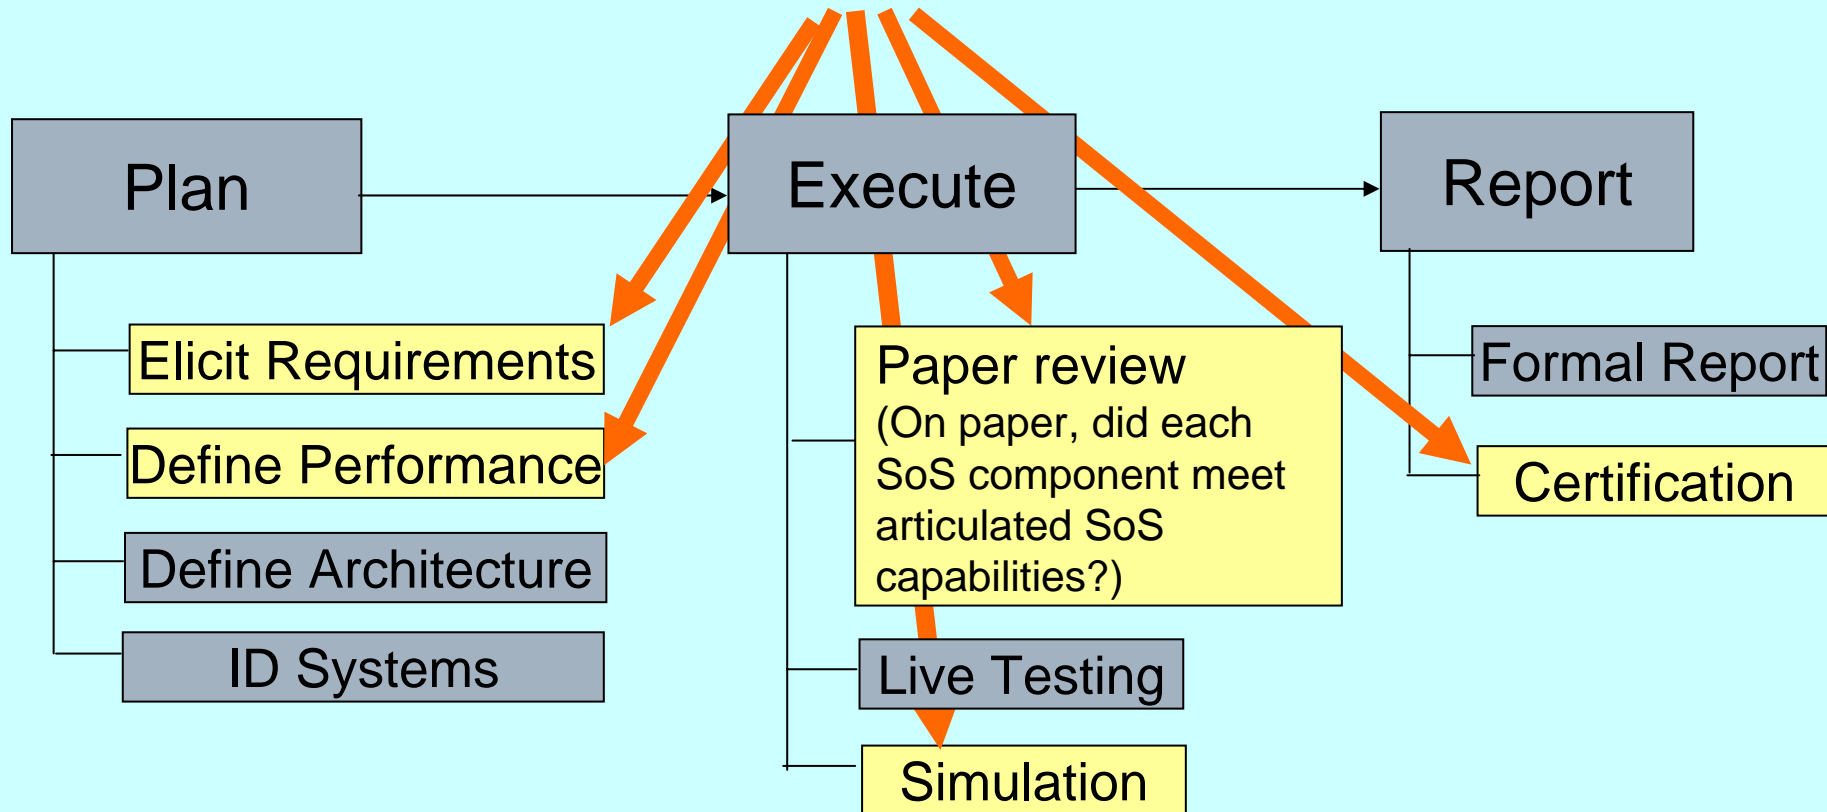 Plan
Execute
Report
Elicit Requirements
Define Performance
Define Architecture
ID Systems
Paper review
(On paper, did each
SoS component meet
articulated SoS
capabilities?)
Live Testing
Simulation
Formal Report
Certification